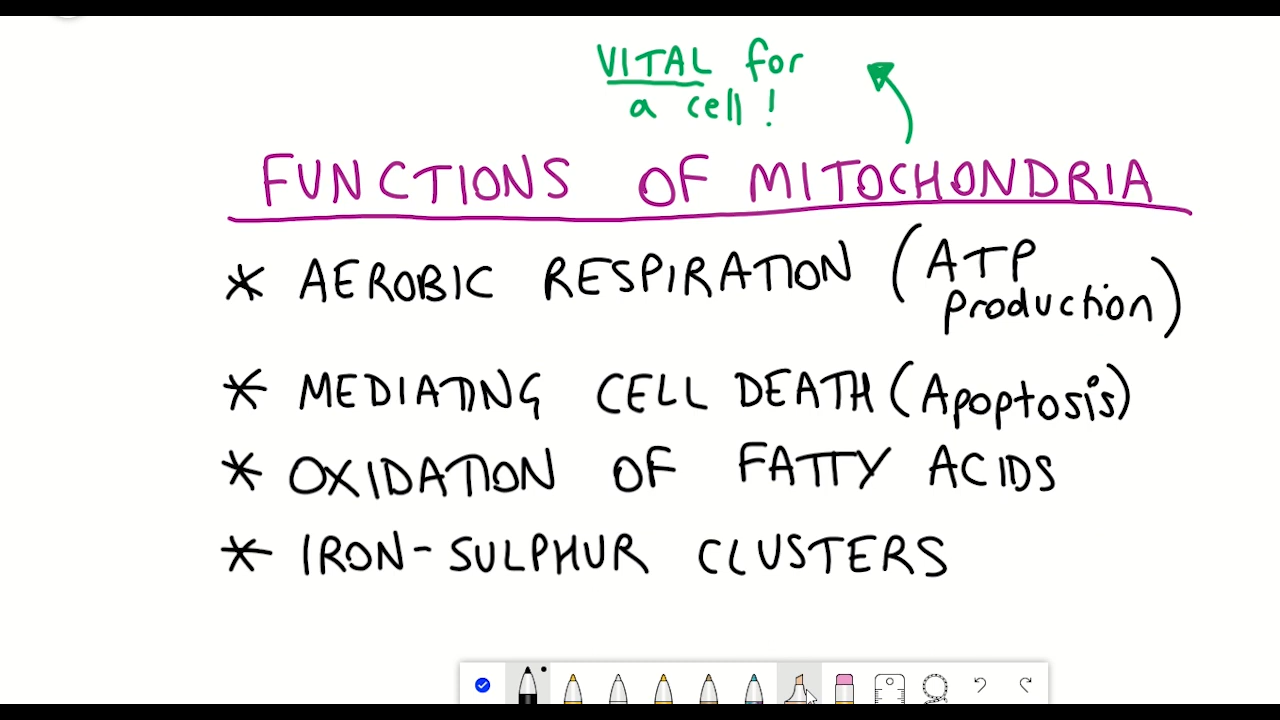 VITAL for
a cell!
FUNCTIONS OF MITOCHONDRIA
* AEROBIC RESPIRATION (ATP
production)
* MEDIATING CELL DEATH (Apoptosis)
* OXIDATION OF FATTY ACIDS
* IRON-SULPHUR CLUSTERS